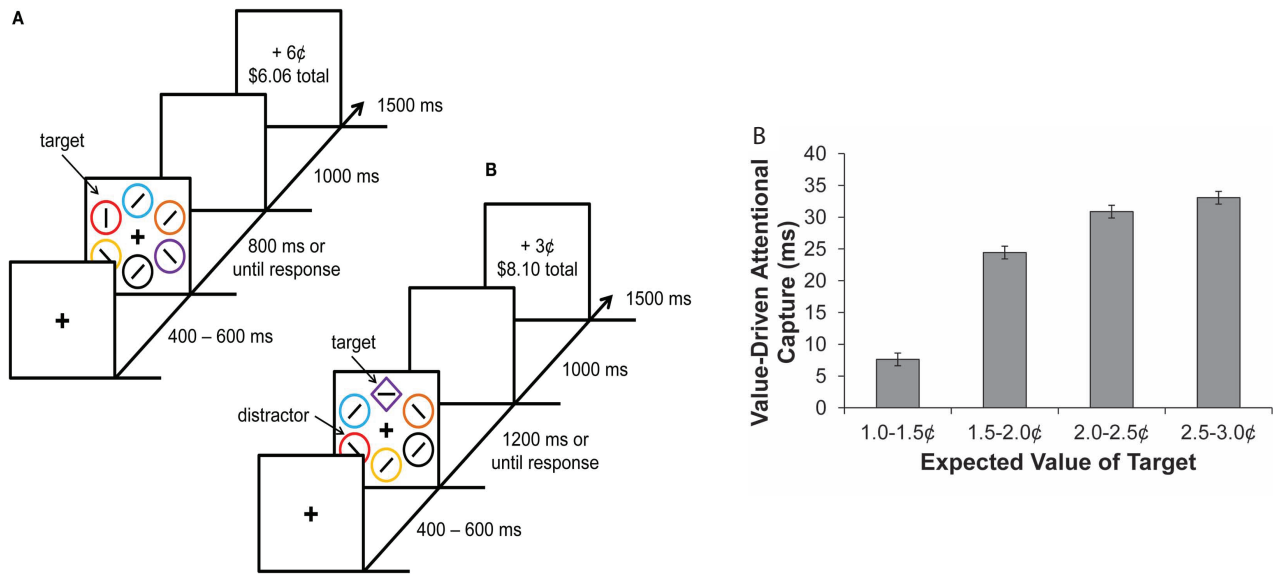 A
+ 6¢
$6.06 total
1500 ms
target
1000 ms
800 ms or
until response
400 – 600 ms
B
+ 3¢
$8.10 total
1500 ms
target
1000 ms
distractor
1200 ms or
until response
400 – 600 ms
B
Value-Driven Attentional
Capture (ms)
40
35
30
25
20
15
10
5
0
1.0-1.5¢ 1.5-2.0¢ 2.0-2.5¢ 2.5-3.0¢
Expected Value of Target